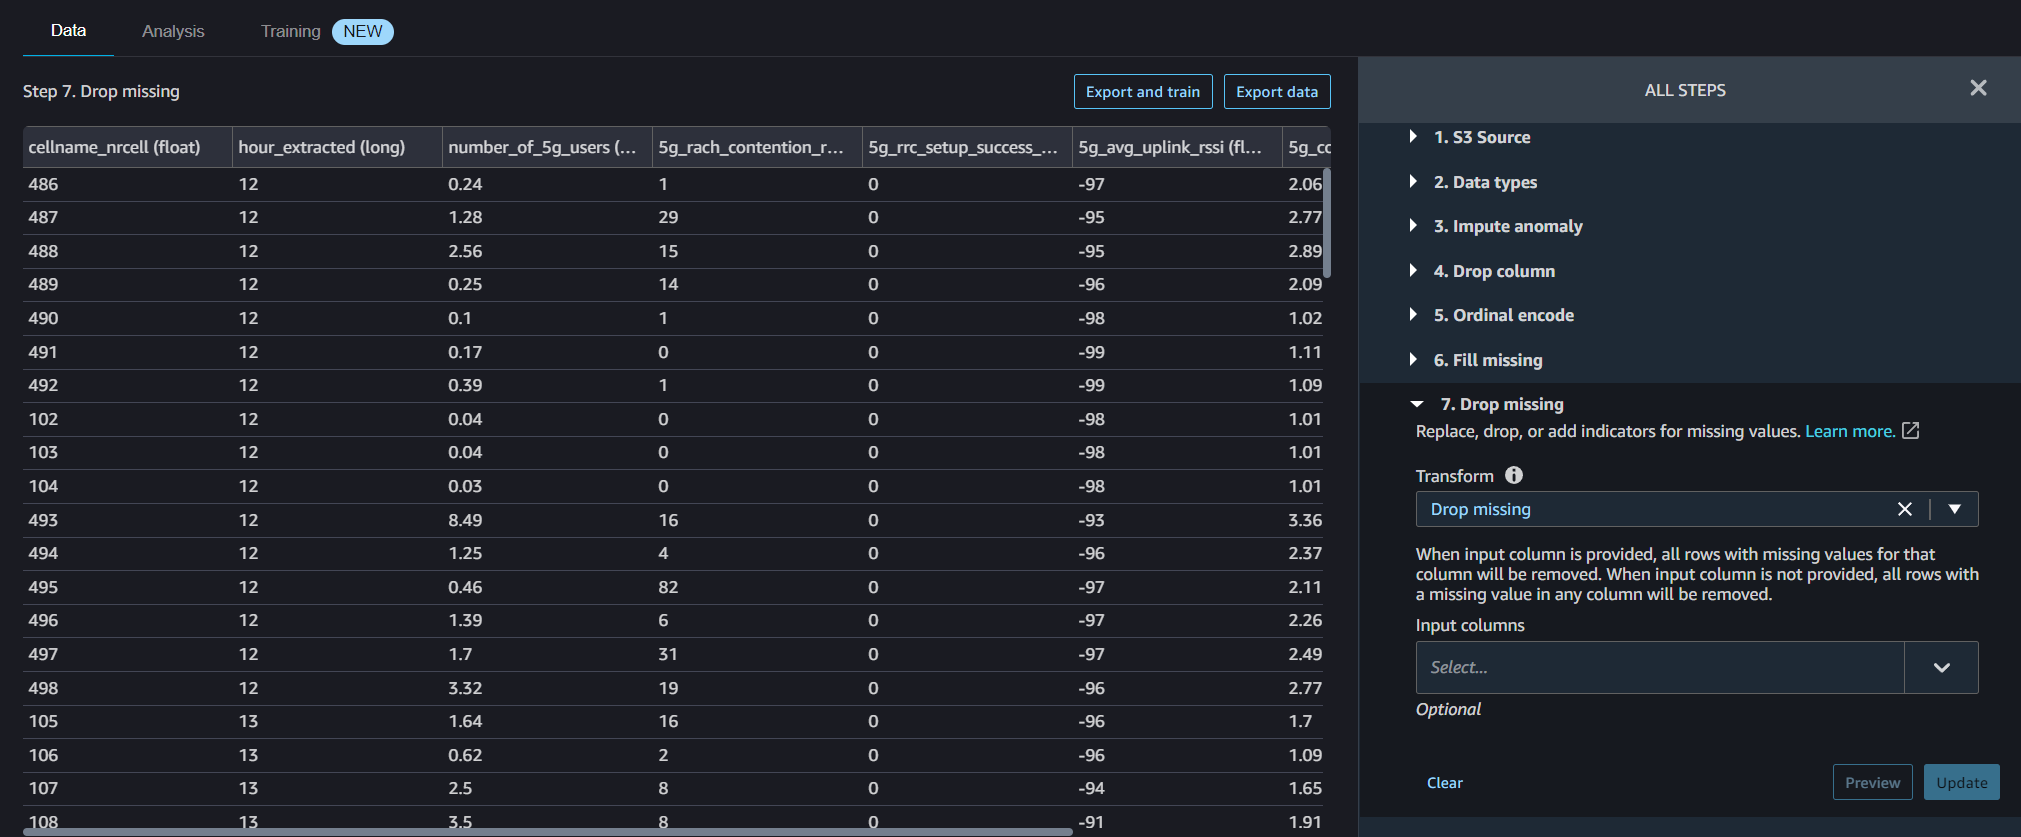 Data Analysis Training NEW
Step 7. Drop missing Export and train Export data
cellname_nrcell (float) hour_extracted (long) number_of_5g_users (... 5g_rach_contention_r... 5g_rrc_setup_success_... 5g_avg_uplink_rssi (fl... 5g_cc
486 12 0.24 1 0 -97 2.06
487 12 1.28 29 0 -95 2.77
488 12 2.56 15 0 -95 2.89
489 12 0.25 14 0 -96 2.09
490 12 0.1 1 0 -98 1.02
491 12 0.17 0 0 -99 1.11
492 12 0.39 1 0 -99 1.09
102 12 0.04 0 0 -98 1.01
103 12 0.04 0 0 -98 1.01
104 12 0.03 0 0 -98 1.01
493 12 8.49 16 0 -93 3.36
494 12 1.25 4 0 -96 2.37
495 12 0.46 82 0 -97 2.11
496 12 1.39 6 0 -97 2.26
497 12 1.7 31 0 -97 2.49
498 12 3.32 19 0 -96 2.77
105 13 1.64 16 0 -96 1.7
106 13 0.62 2 0 -96 1.09
107 13 2.5 8 0 -94 1.65
108 13 3.5 8 0 -91 1.91
ALL STEPS
1. S3 Source
2. Data types
3. Impute anomaly
4. Drop column
5. Ordinal encode
6. Fill missing
7. Drop missing
Replace, drop, or add indicators for missing values. Learn more.
Transform
Drop missing
When input column is provided, all rows with missing values for that
column will be removed. When input column is not provided, all rows with
a missing value in any column will be removed.
Input columns
Select...
Optional
Clear Preview Update